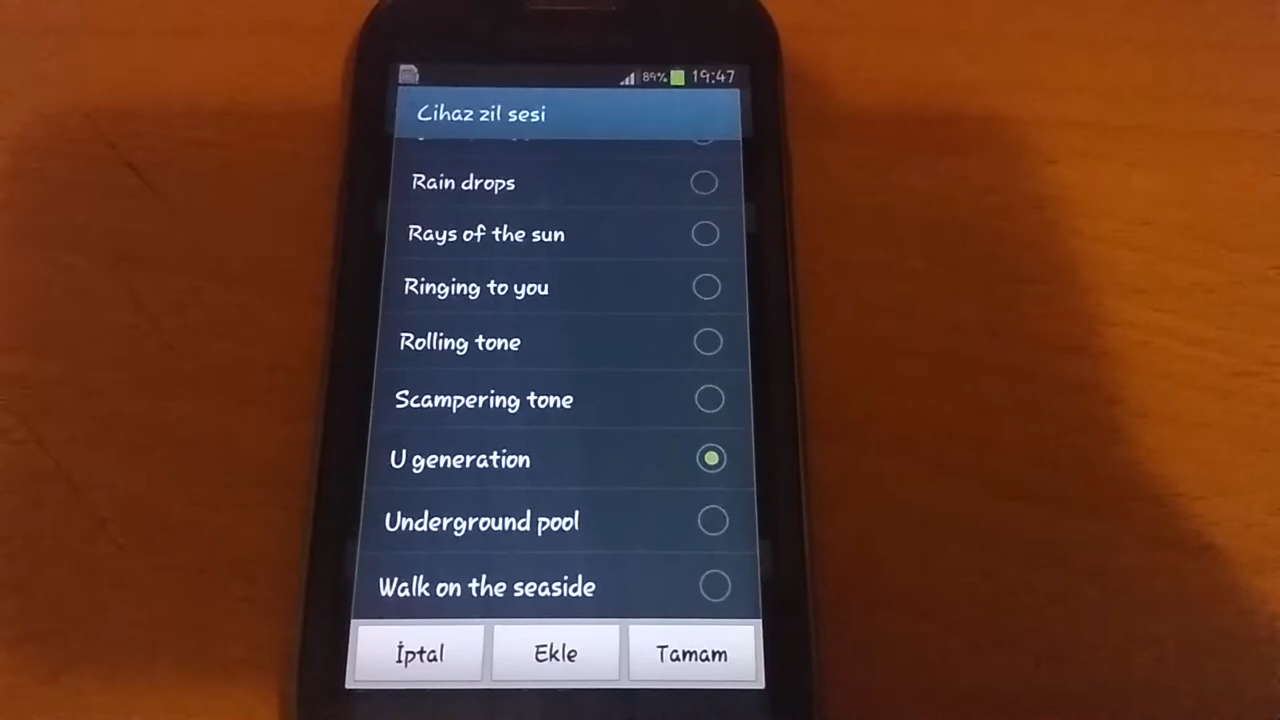 89% 19:47
Cihaz zil sesi
Rain drops
Rays of the sun
Ringing to you
Rolling tone
Scampering tone
U generation
Underground pool
Walk on the seaside
İptal Ekle Tamam